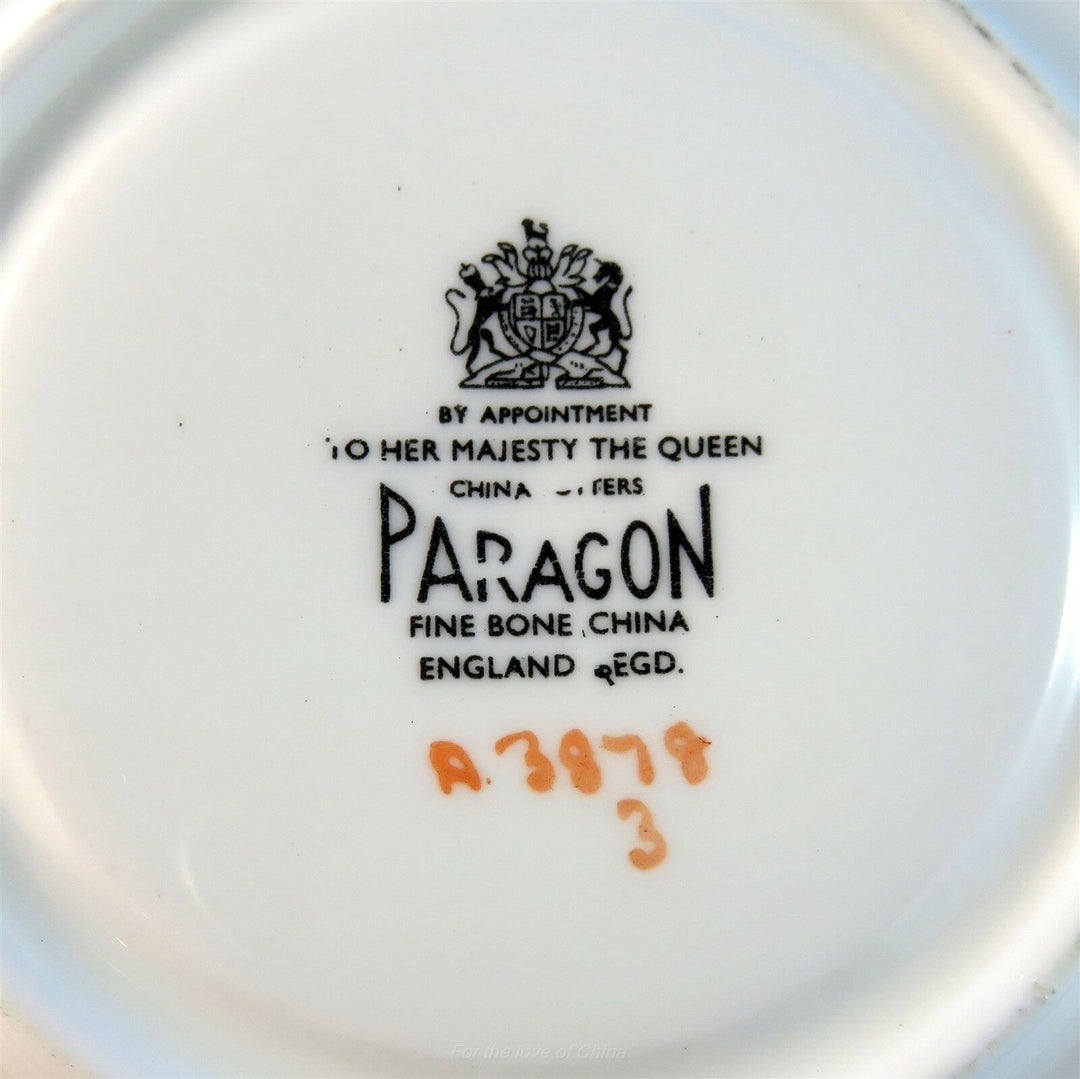 BY APPOINTMENT
TO HER MAJESTY THE QUEEN
CHINA
PARAGON
FINE BONE CHINA
ENGLAND REGD.
A.3878
3
For the love of China